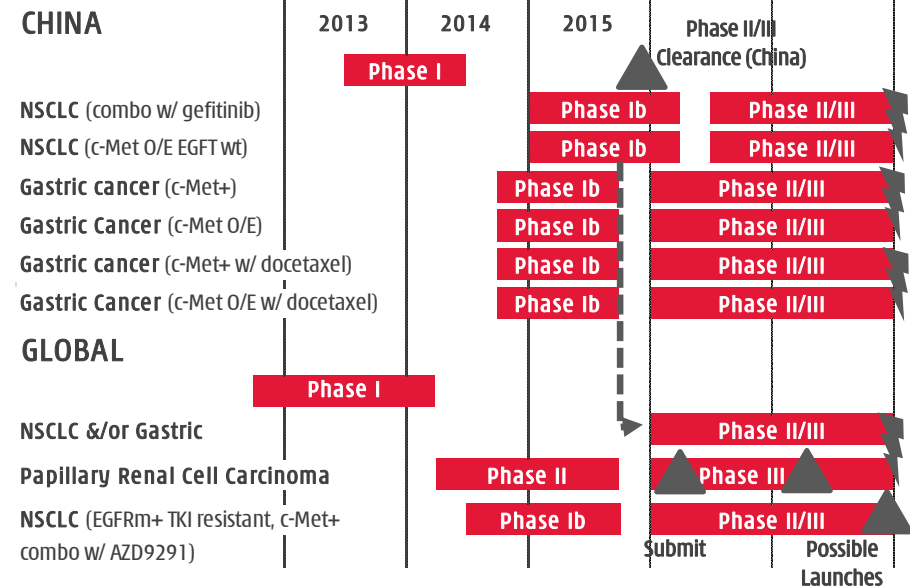 CHINA 2013 2014 2015 Phase II/III
Clearance (China)
Phase I
NSCLC (combo w/ gefitinib) Phase Ib Phase II/III
NSCLC (c-Met O/E EGFT wt) Phase Ib Phase II/III
Gastric cancer (c-Met+) Phase Ib Phase II/III
Gastric Cancer (c-Met O/E) Phase Ib Phase II/III
Gastric cancer (c-Met+ w/ docetaxel) Phase Ib Phase II/III
Gastric Cancer (c-Met O/E w/ docetaxel) Phase Ib Phase II/III
GLOBAL
Phase I
NSCLC &/or Gastric Phase II/III
Papillary Renal Cell Carcinoma Phase II Phase III
NSCLC (EGFRm+ TKI resistant, c-Met+ Phase Ib Phase II/III
combo w/ AZD9291) Submit Possible
Launches